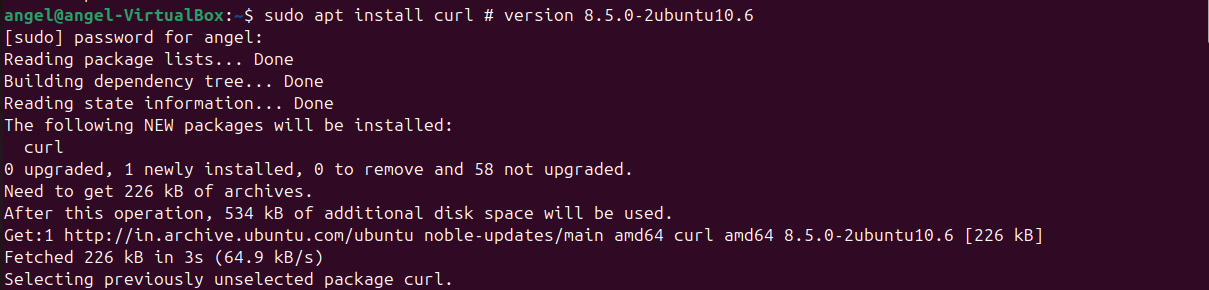 angel@angel-VirtualBox:~$ sudo apt install curl # version 8.5.0-2ubuntu10.6
[sudo] password for angel:
Reading package lists... Done
Building dependency tree... Done
Reading state information... Done
The following NEW packages will be installed:
  curl
0 upgraded, 1 newly installed, 0 to remove and 58 not upgraded.
Need to get 226 kB of archives.
After this operation, 534 kB of additional disk space will be used.
Get:1 http://in.archive.ubuntu.com/ubuntu noble-updates/main amd64 curl amd64 8.5.0-2ubuntu10.6 [226 kB]
Fetched 226 kB in 3s (64.9 kB/s)
Selecting previously unselected package curl.